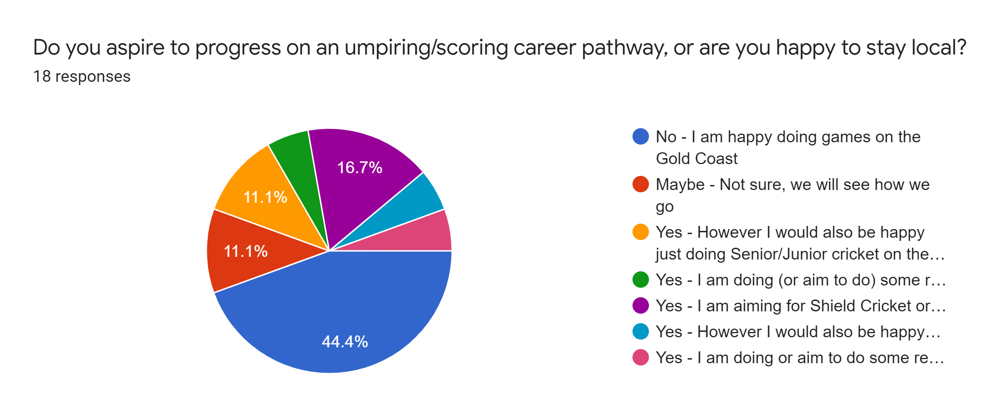 Do you aspire to progress on an umpiring/scoring career pathway, or are you happy to stay local?
18 responses
16.7%
11.1%
11.1%
44.4%
No - I am happy doing games on the
Gold Coast
Maybe - Not sure, we will see how we
go
Yes - However I would also be happy
just doing Senior/Junior cricket on the…
Yes - I am doing (or aim to do) some r…
Yes - I am aiming for Shield Cricket or…
Yes - However I would also be happy…
Yes - I am doing or aim to do some re…